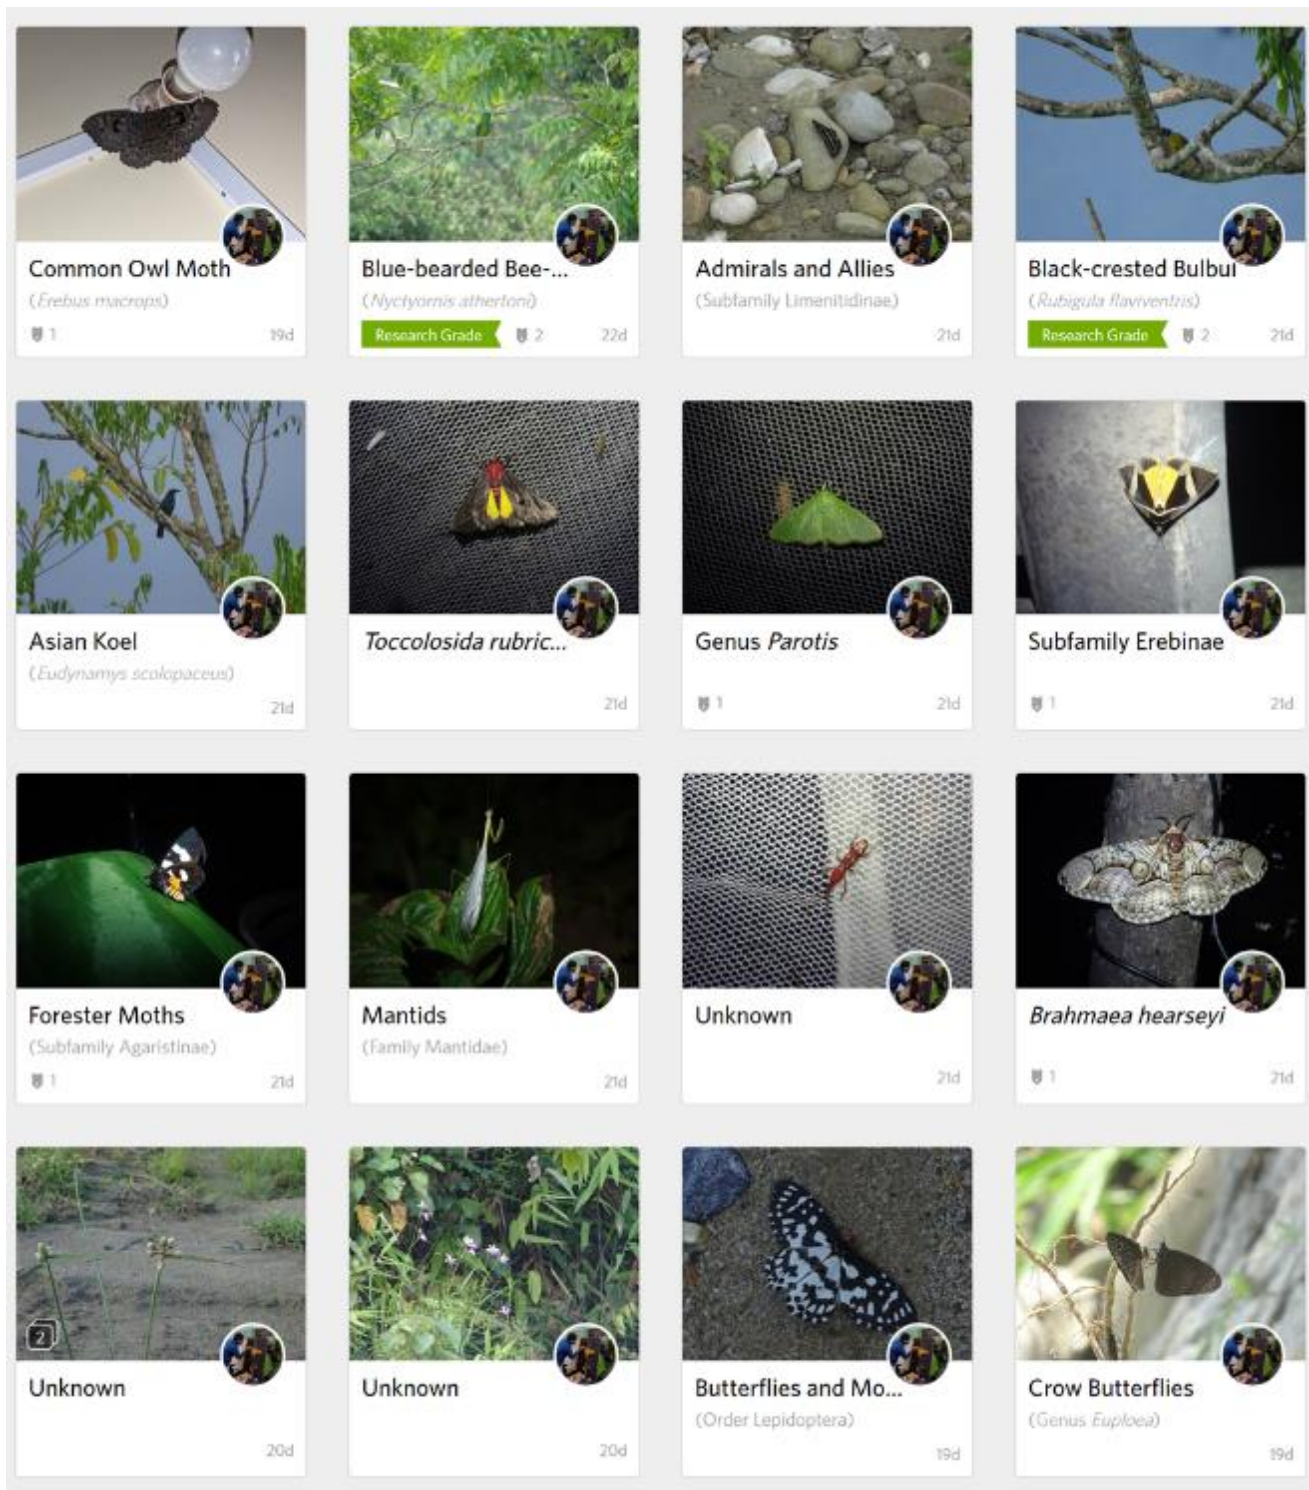 Common Owl Moth
(Erebus macrops)
1 19d
Blue-bearded Bee-...
(Nyctyornis athertoni)
Research Grade 2 22d
Admirals and Allies
(Subfamily Limenitidinae)
21d
Black-crested Bulbul
(Rubigula flaviventris)
Research Grade 2 21d
Asian Koel
(Eudynamys scolopaceus)
21d
Toccolosida rubric...
21d
Genus Parotis
1 21d
Subfamily Erebinae
1 21d
Forester Moths
(Subfamily Agaristinae)
1 21d
Mantids
(Family Mantidae)
21d
Unknown
21d
Brahmaea hearseyi
1 21d
2
Unknown
20d
Unknown
20d
Butterflies and Mo...
(Order Lepidoptera)
19d
Crow Butterflies
(Genus Euploea)
19d